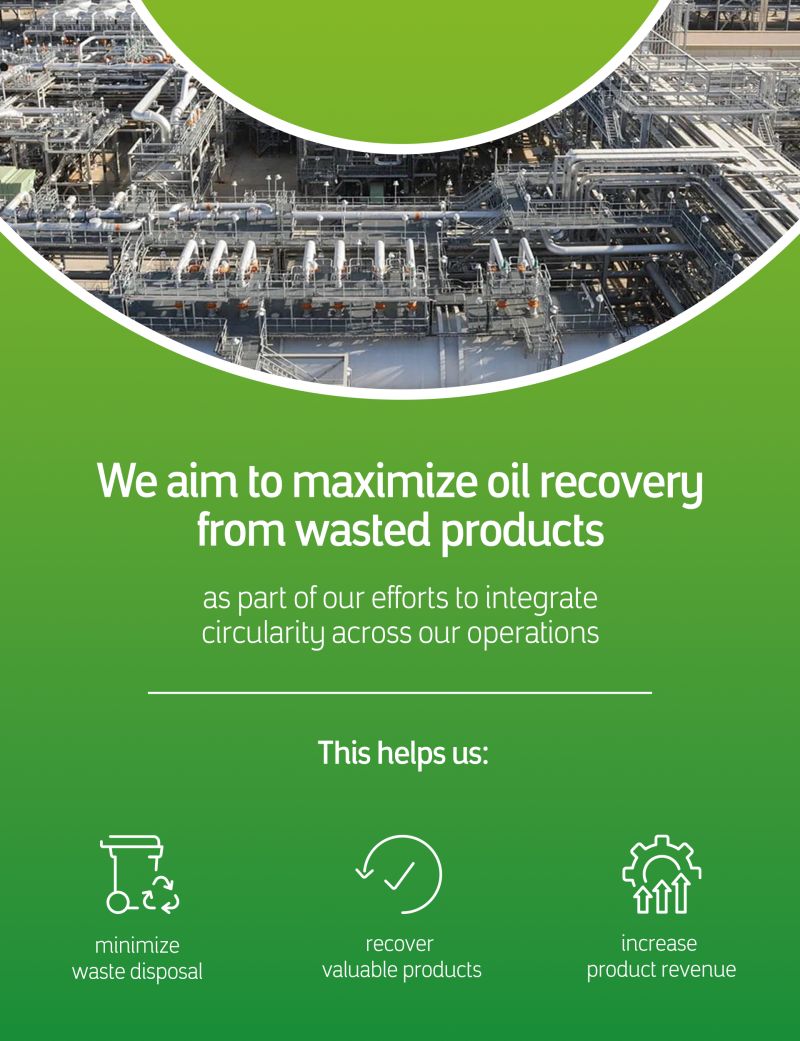 We aim to maximize oil recovery
from wasted products
as part of our efforts to integrate
circularity across our operations
This helps us:
minimize
waste disposal
recover
valuable products
increase
product revenue